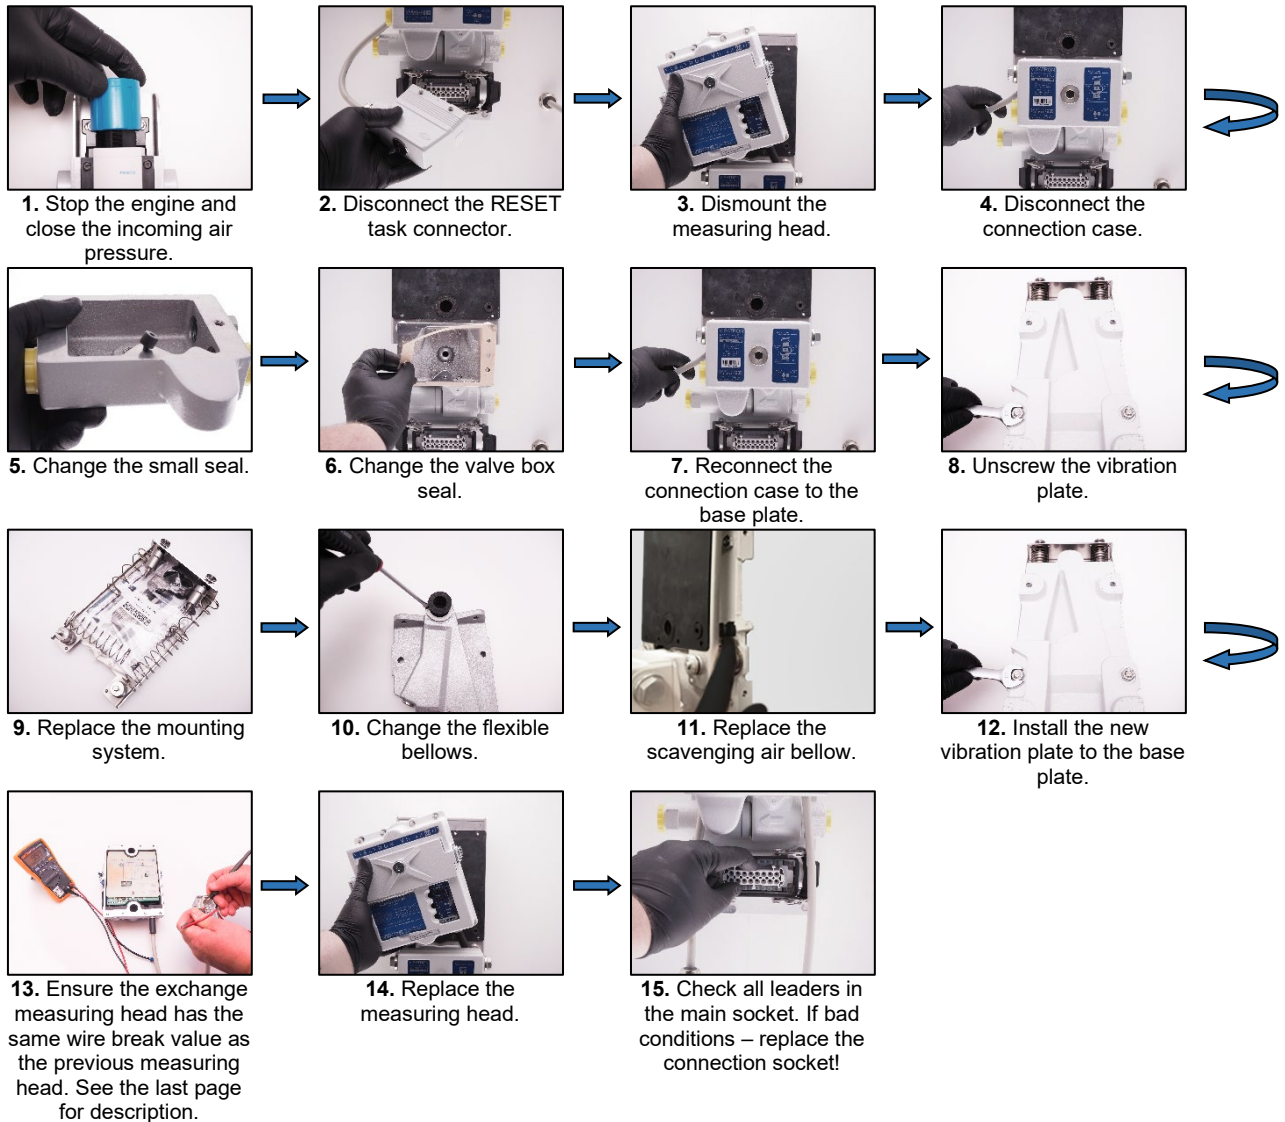 1. Stop the engine and
close the incoming air
pressure.
2. Disconnect the RESET
task connector.
3. Dismount the
measuring head.
4. Disconnect the
connection case.
5. Change the small seal.
6. Change the valve box
seal.
7. Reconnect the
connection case to the
base plate.
8. Unscrew the vibration
plate.
9. Replace the mounting
system.
10. Change the flexible
bellows.
11. Replace the
scavenging air bellow.
12. Install the new
vibration plate to the base
plate.
13. Ensure the exchange
measuring head has the
same wire break value as
the previous measuring
head. See the last page
for description.
14. Replace the
measuring head.
15. Check all leaders in
the main socket. If bad
conditions – replace the
connection socket!